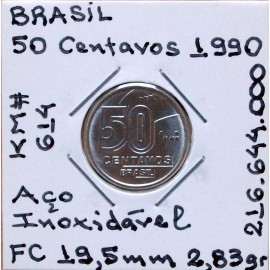 BRASIL
50 Centavos 1990
KM#
614
50
CENTAVOS
BRASIL
216.644.000
Aço
Inoxidável
FC 19,5mm 2,83gr